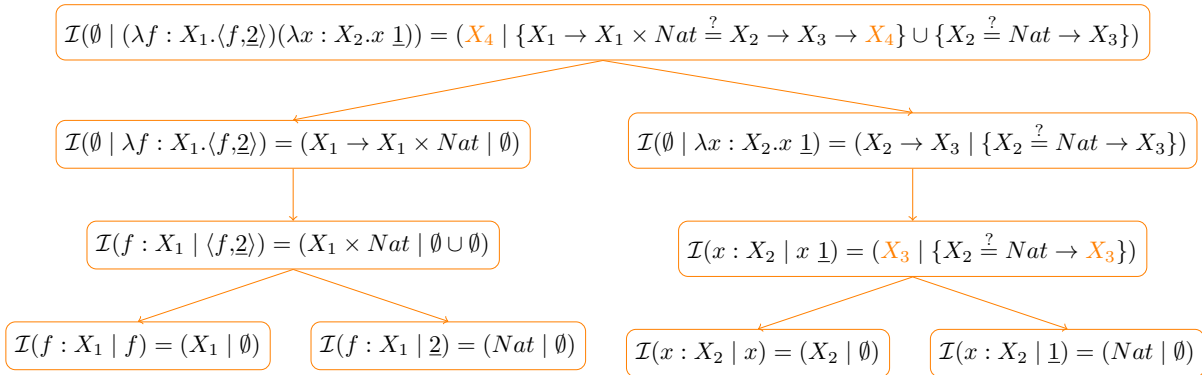 𝓘(∅ | (λf : X₁.⟨f,2̲⟩)(λx : X₂.x 1̲)) = (X₄ | {X₁ → X₁ × Nat ≟ X₂ → X₃ → X₄} ∪ {X₂ ≟ Nat → X₃})
𝓘(∅ | λf : X₁.⟨f,2̲⟩) = (X₁ → X₁ × Nat | ∅)
𝓘(∅ | λx : X₂.x 1̲) = (X₂ → X₃ | {X₂ ≟ Nat → X₃})
𝓘(f : X₁ | ⟨f,2̲⟩) = (X₁ × Nat | ∅ ∪ ∅)
𝓘(x : X₂ | x 1̲) = (X₃ | {X₂ ≟ Nat → X₃})
𝓘(f : X₁ | f) = (X₁ | ∅)
𝓘(f : X₁ | 2̲) = (Nat | ∅)
𝓘(x : X₂ | x) = (X₂ | ∅)
𝓘(x : X₂ | 1̲) = (Nat | ∅)